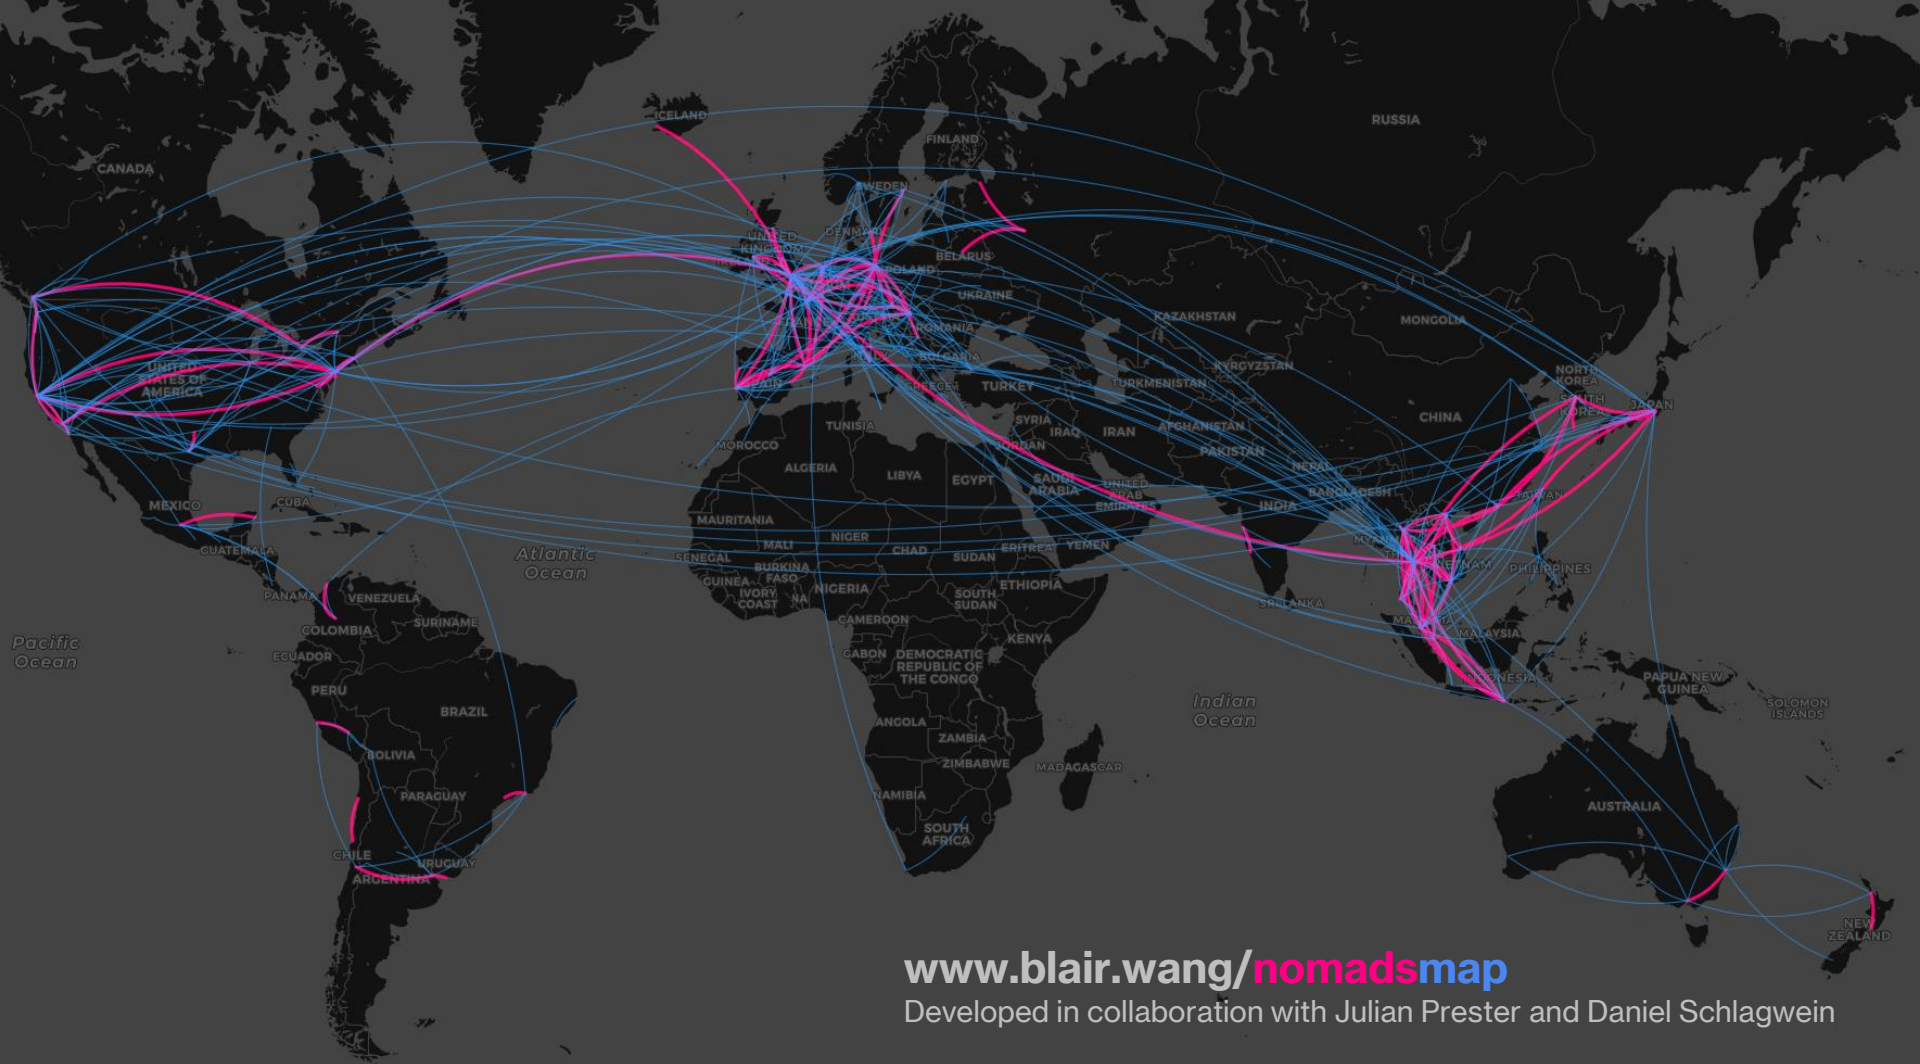 ICELAND
RUSSIA
FINLAND
CANADA
SWEDEN
UNITED
KINGDOM
DENMARK
BELARUS
POLAND
UKRAINE
KAZAKHSTAN
MONGOLIA
ROMANIA
BULGARIA
KYRGYZSTAN
UNITED
STATES OF
AMERICA
SPAIN
GREECE
TURKEY
TURKMENISTAN
NORTH
KOREA
SOUTH
KOREA
JAPAN
CHINA
TUNISIA
SYRIA
IRAQ
IRAN
AFGHANISTAN
MOROCCO
JORDAN
PAKISTAN
ALGERIA
LIBYA
EGYPT
NEPAL
SAUDI
ARABIA
UNITED
ARAB
EMIRATES
BANGLADESH
TAIWAN
MEXICO
CUBA
INDIA
MAURITANIA
NIGER
MALI
CHAD
SUDAN
ERITREA
YEMEN
GUATEMALA
Atlantic
Ocean
SENEGAL
BURKINA
FASO
GUINEA
IVORY
COAST
NA
NIGERIA
ETHIOPIA
SOUTH
SUDAN
VIETNAM
PHILIPPINES
PANAMA
VENEZUELA
SRI LANKA
SURINAME
COLOMBIA
CAMEROON
MALAYSIA
Pacific
Ocean
ECUADOR
GABON
DEMOCRATIC
REPUBLIC OF
THE CONGO
KENYA
INDONESIA
PAPUA NEW
GUINEA
PERU
BRAZIL
Indian
Ocean
SOLOMON
ISLANDS
ANGOLA
ZAMBIA
BOLIVIA
ZIMBABWE
MADAGASCAR
PARAGUAY
NAMIBIA
AUSTRALIA
SOUTH
AFRICA
CHILE
URUGUAY
ARGENTINA
NEW
ZEALAND
www.blair.wang/nomadsmap
Developed in collaboration with Julian Prester and Daniel Schlagwein